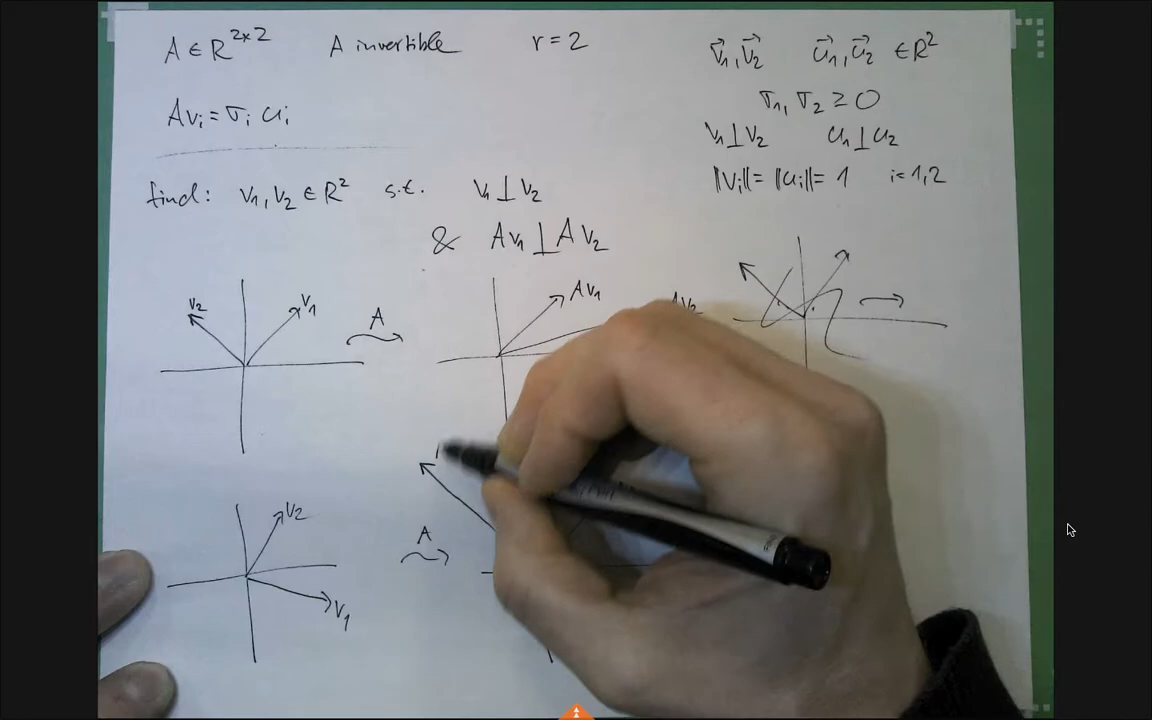 A ∈ R^{2×2} A invertible r = 2
v⃗₁, v⃗₂ u⃗₁, u⃗₂ ∈ R²
σ₁, σ₂ ≥ 0
Avᵢ = σᵢ uᵢ
v₁ ⊥ v₂ u₁ ⊥ u₂
‖vᵢ‖ = ‖uᵢ‖ = 1 i = 1,2
find: v₁, v₂ ∈ R² s.t. v₁ ⊥ v₂
& Av₁ ⊥ Av₂
v₂ v₁ A Av₁ Av₂
v₂ A
v₁